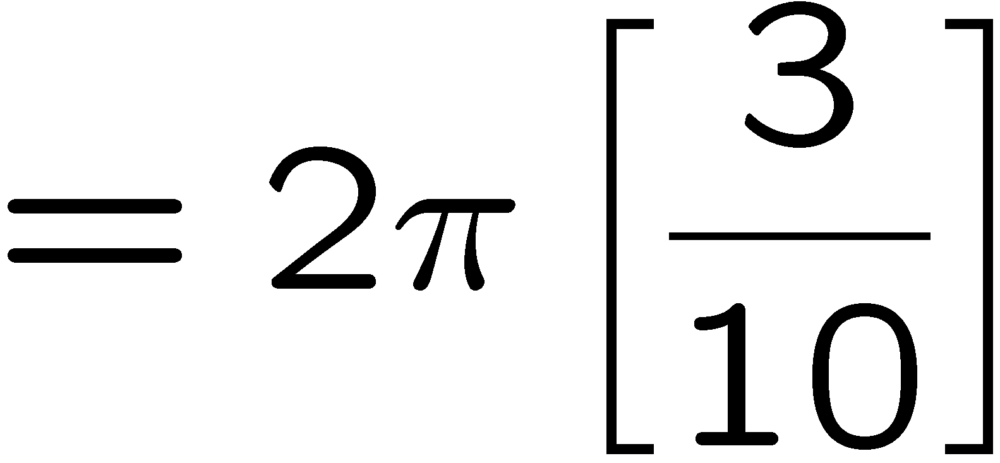 = 2π [3/10]